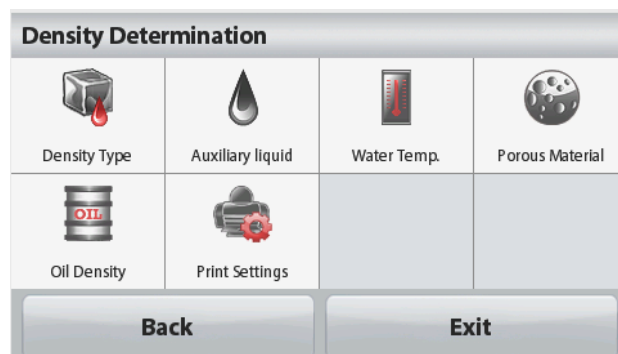 Density Determination
Density Type
Auxiliary liquid
Water Temp.
Porous Material
OIL
Oil Density
Print Settings
Back
Exit